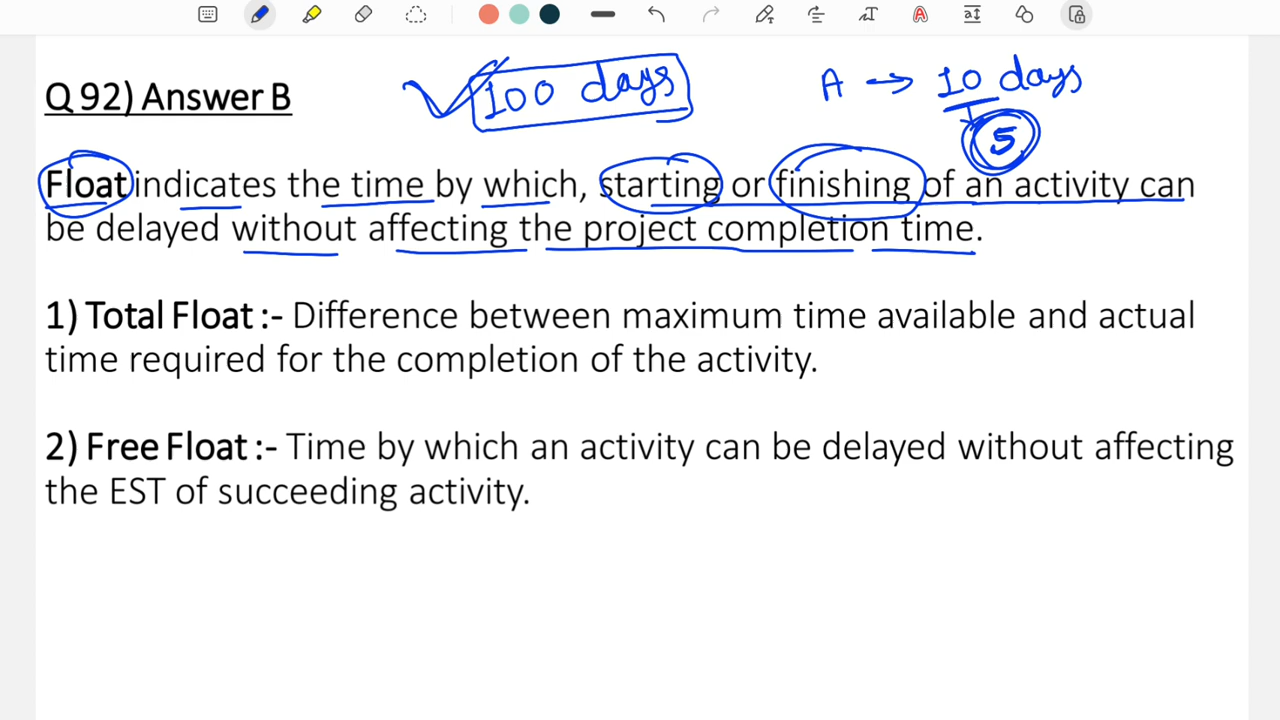 Q 92) Answer B
100 days
A → 10 days
5
Float indicates the time by which, starting or finishing of an activity can
be delayed without affecting the project completion time.
1) Total Float :- Difference between maximum time available and actual
time required for the completion of the activity.
2) Free Float :- Time by which an activity can be delayed without affecting
the EST of succeeding activity.